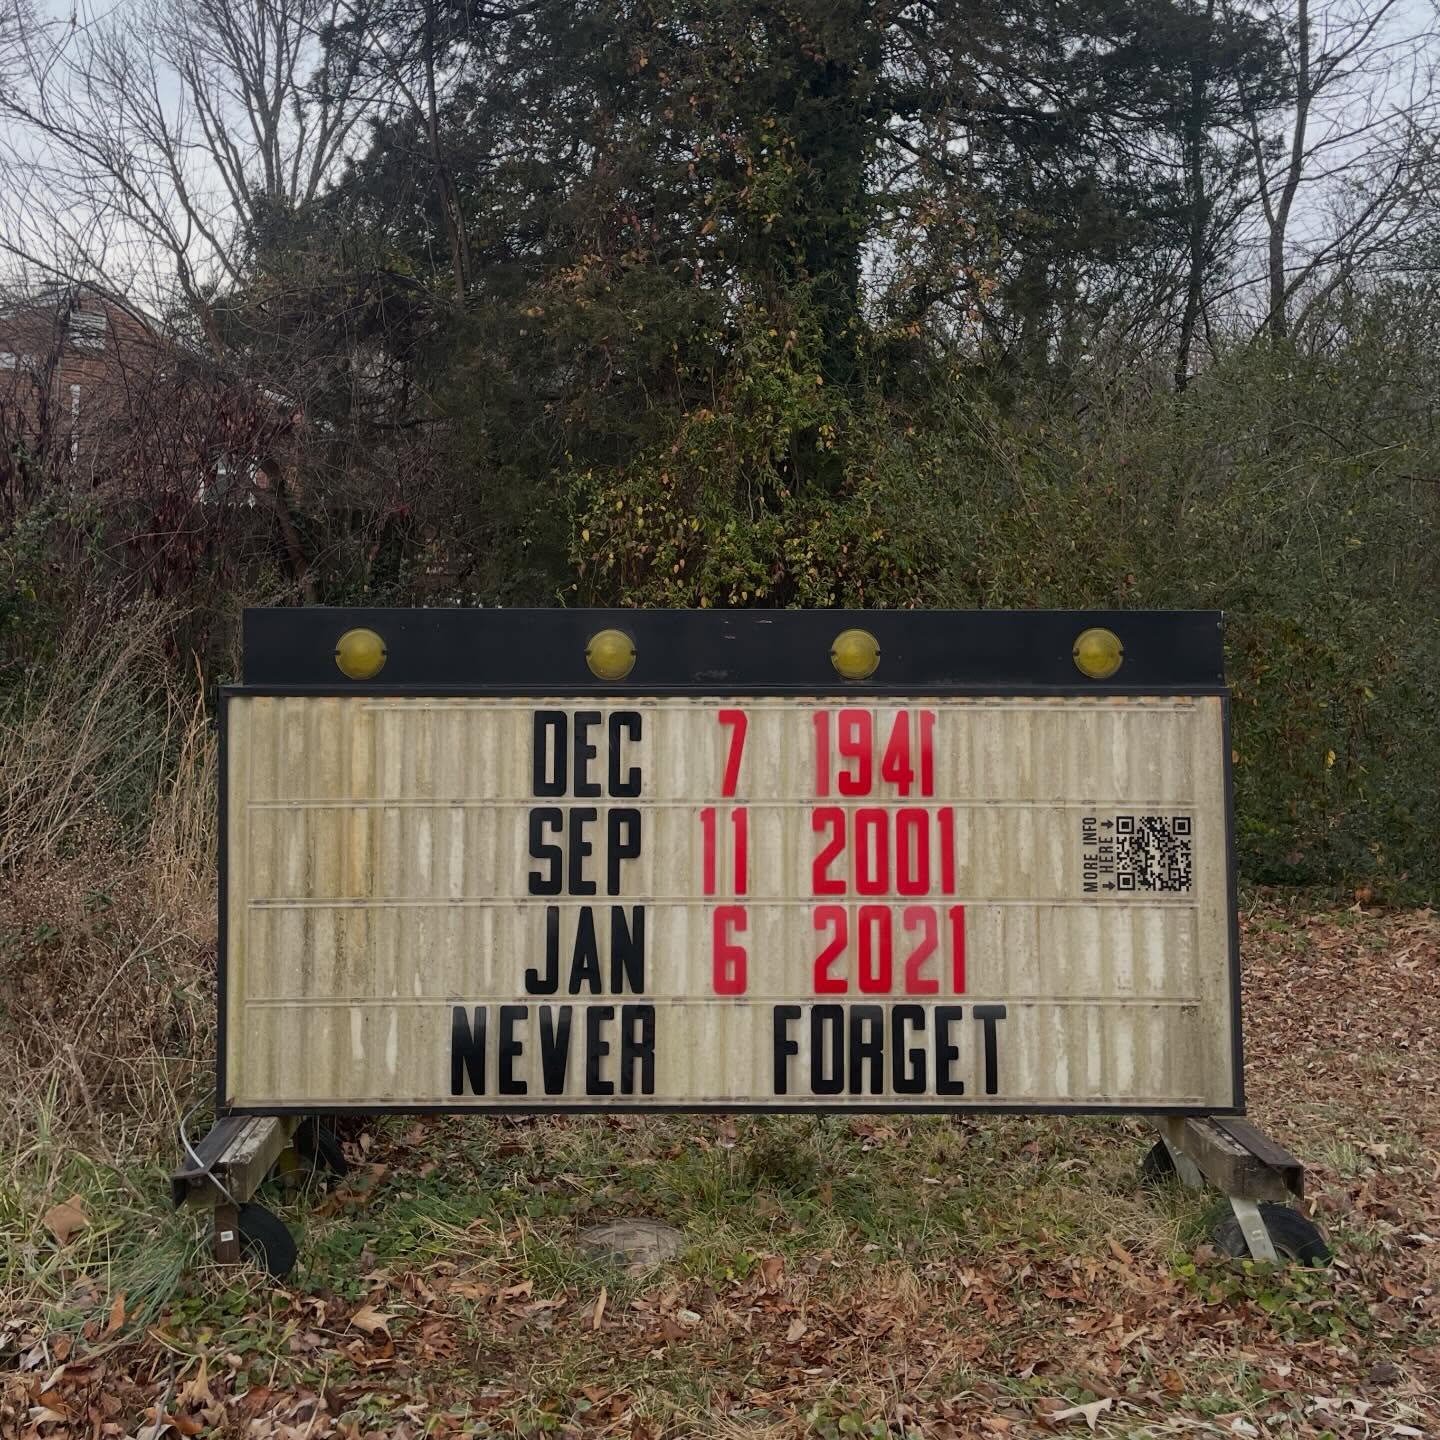 DEC 7 1941
SEP 11 2001
MORE INFO
HERE
JAN 6 2021
NEVER FORGET